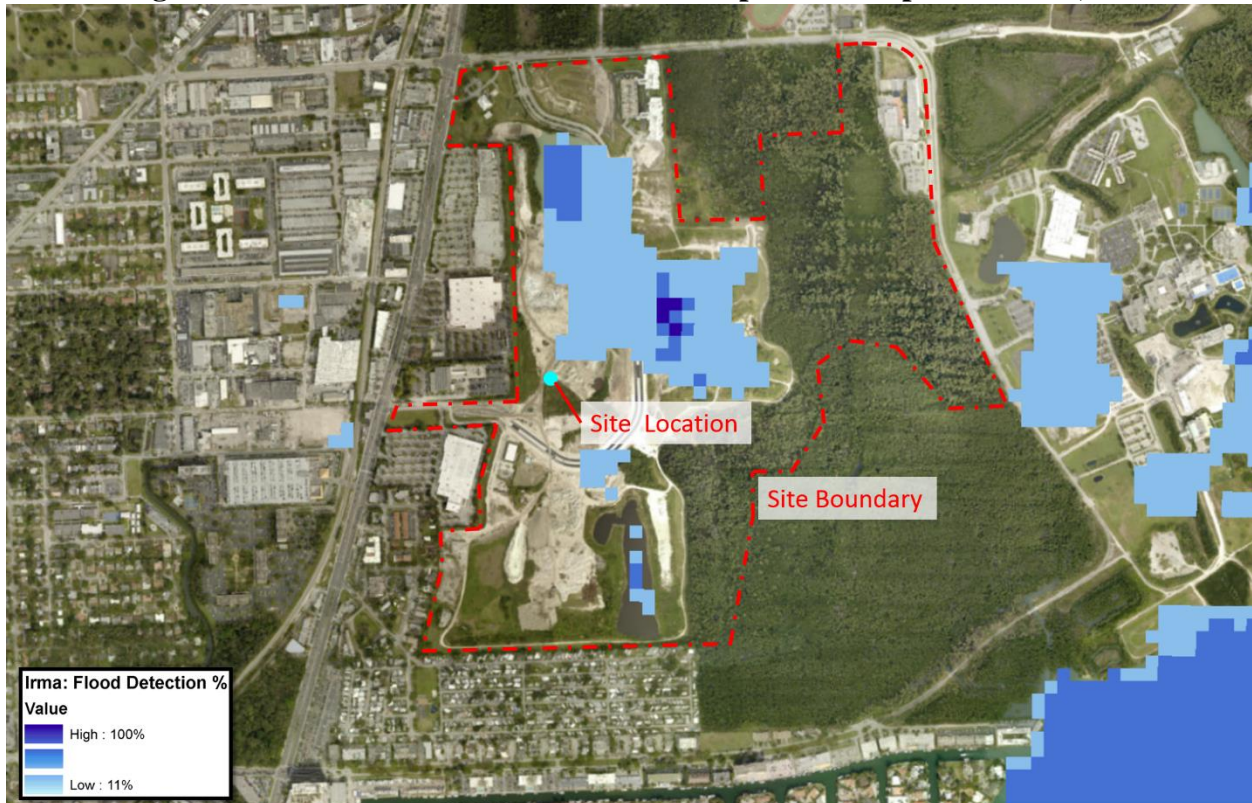 Site Location
Site Boundary
Irma: Flood Detection %
Value
High : 100%
Low : 11%